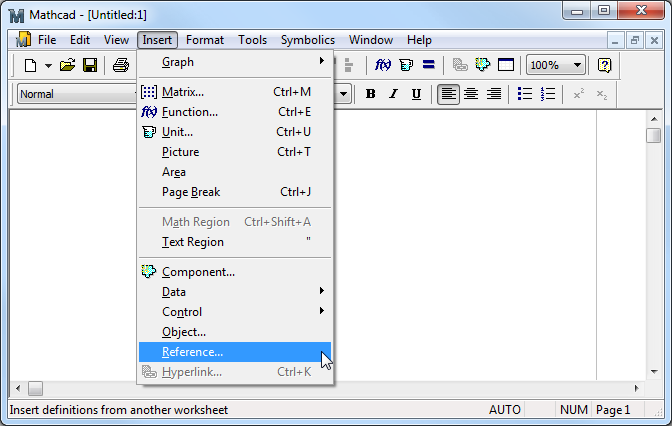 Mathcad - [Untitled:1]
File Edit View Insert Format Tools Symbolics Window Help
Graph
f(x) 100% ?
Normal B I U x² x₂
Matrix... Ctrl+M
f(x) Function... Ctrl+E
Unit... Ctrl+U
Picture Ctrl+T
Area
Page Break Ctrl+J
Math Region Ctrl+Shift+A
Text Region "
Component...
Data
Control
Object...
Reference...
Hyperlink... Ctrl+K
Insert definitions from another worksheet AUTO NUM Page 1